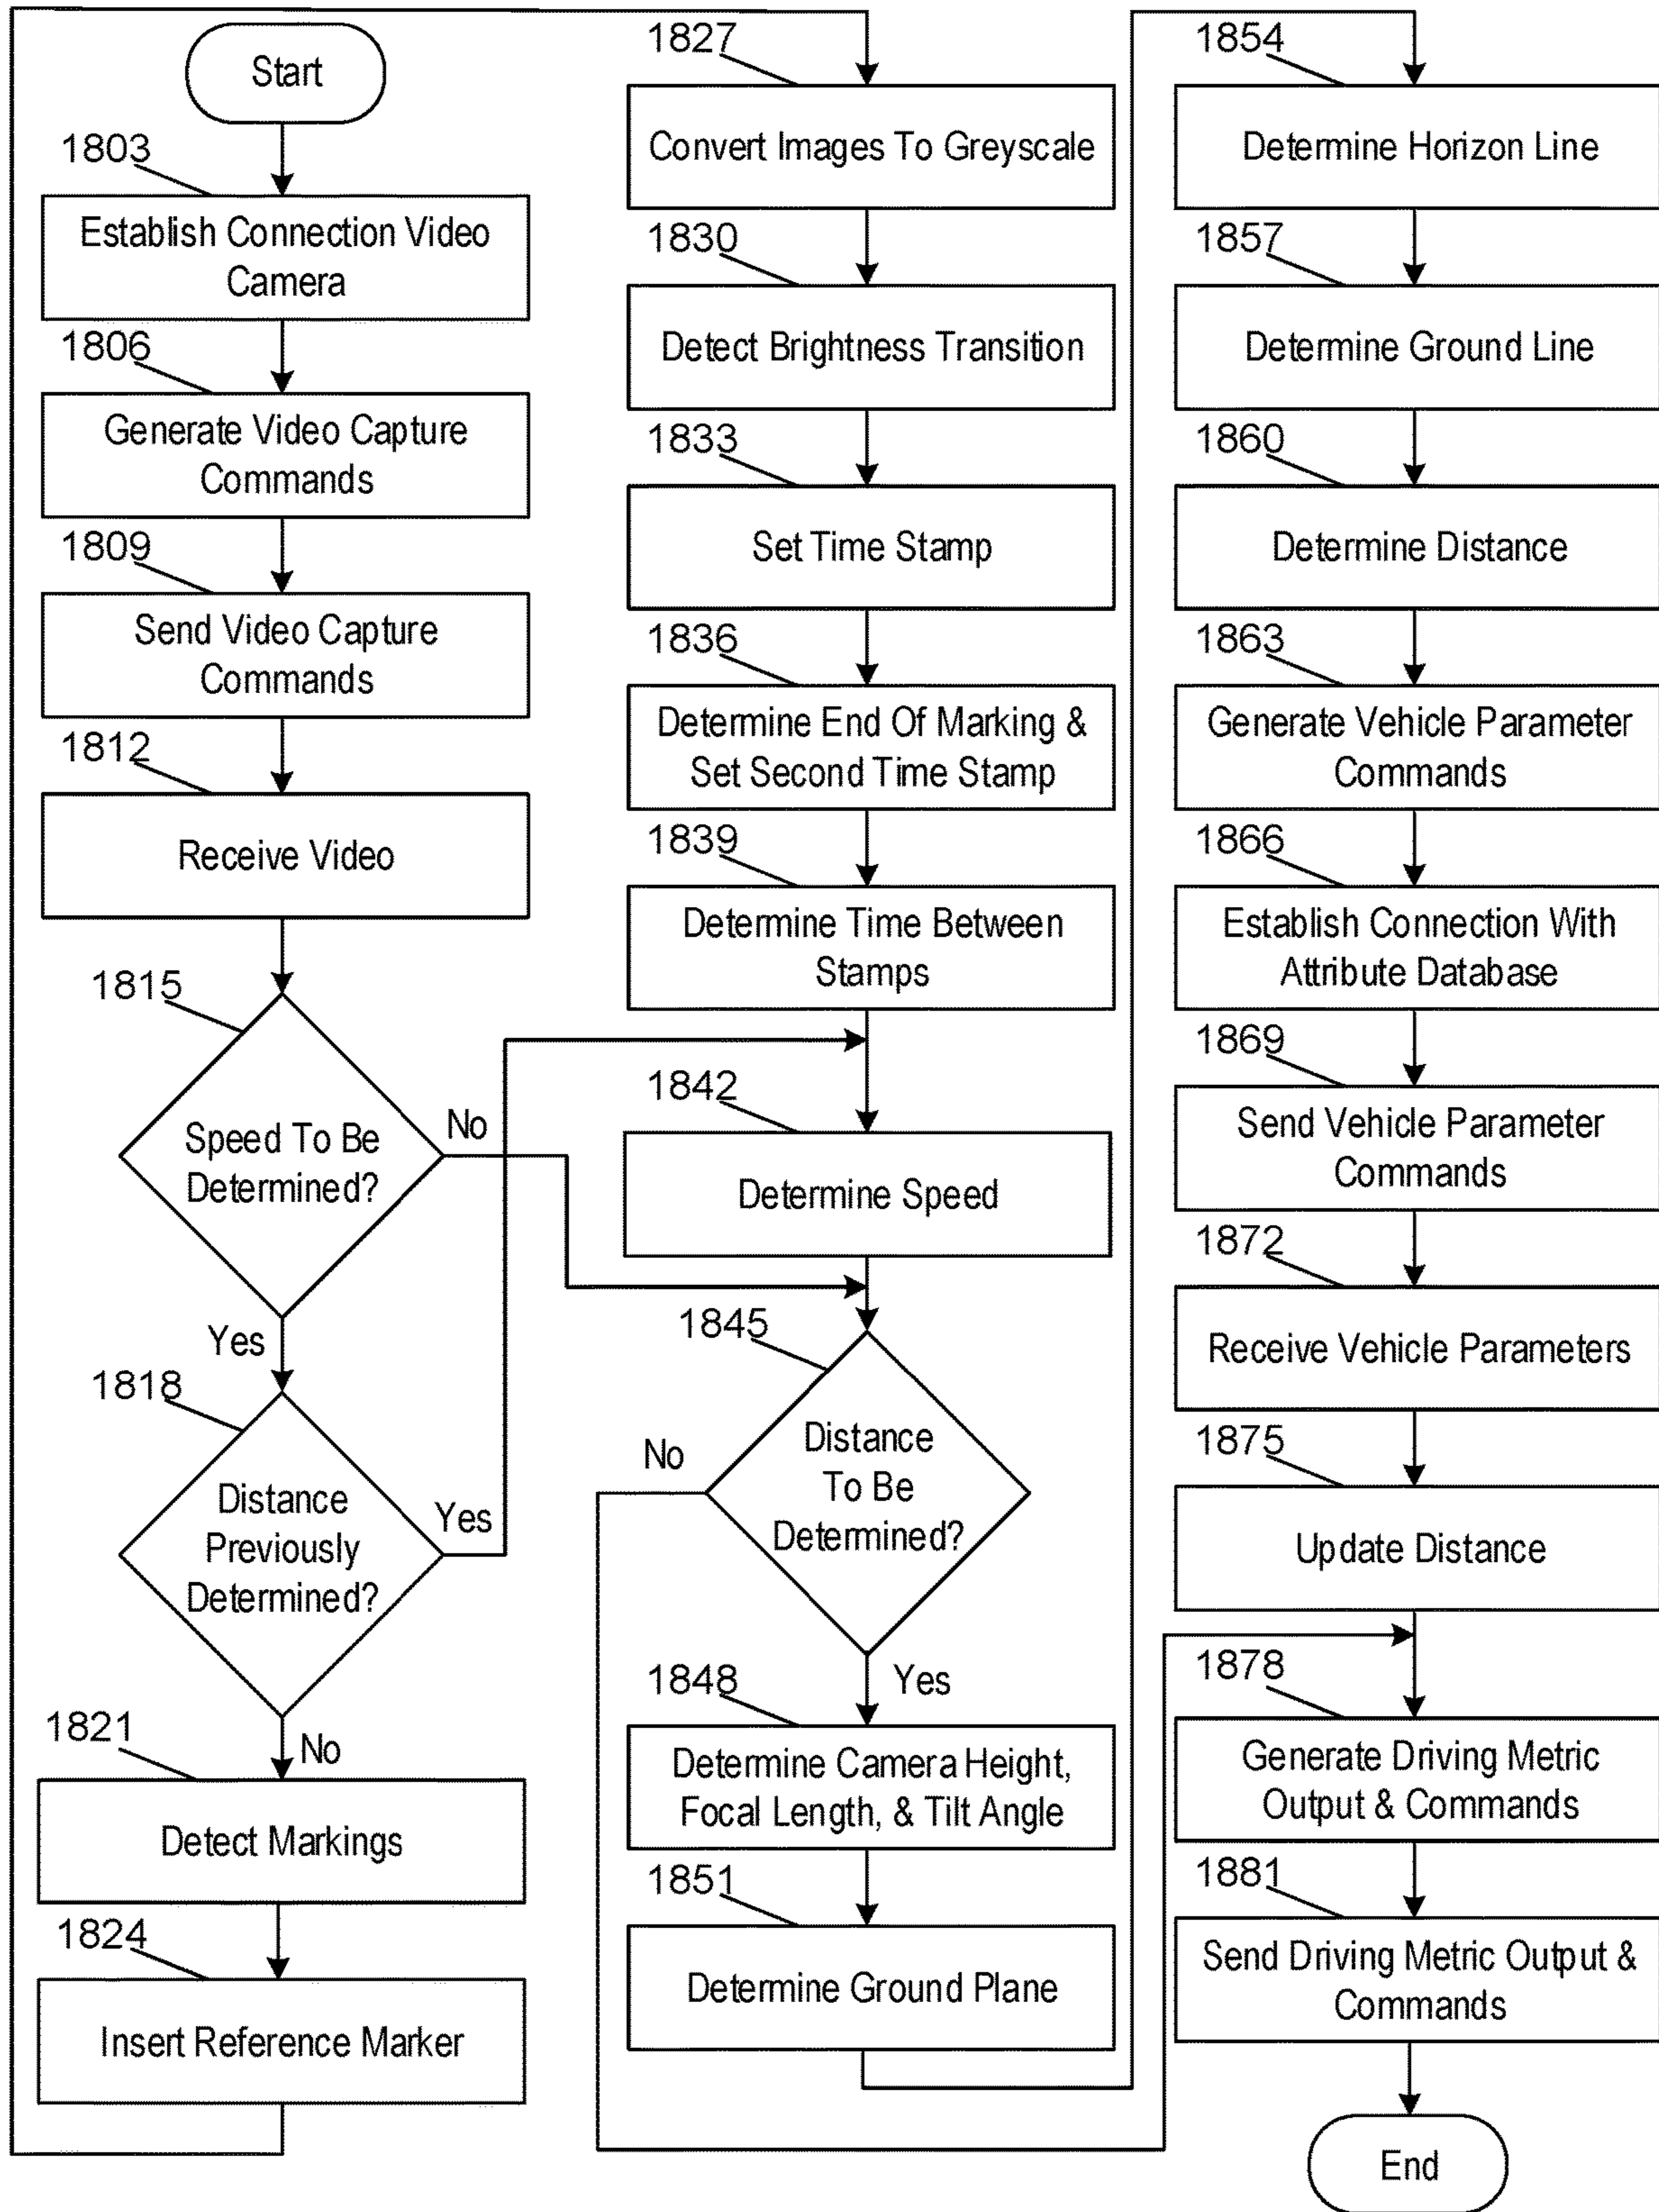 Start
1803
Establish Connection Video
Camera
1806
Generate Video Capture
Commands
1809
Send Video Capture
Commands
1812
Receive Video
1815
Speed To Be
Determined?
No
Yes
1818
Distance
Previously
Determined?
Yes
No
1821
Detect Markings
1824
Insert Reference Marker
1827
Convert Images To Greyscale
1830
Detect Brightness Transition
1833
Set Time Stamp
1836
Determine End Of Marking &
Set Second Time Stamp
1839
Determine Time Between
Stamps
1842
Determine Speed
1845
Distance
To Be
Determined?
No
Yes
1848
Determine Camera Height,
Focal Length, & Tilt Angle
1851
Determine Ground Plane
1854
Determine Horizon Line
1857
Determine Ground Line
1860
Determine Distance
1863
Generate Vehicle Parameter
Commands
1866
Establish Connection With
Attribute Database
1869
Send Vehicle Parameter
Commands
1872
Receive Vehicle Parameters
1875
Update Distance
1878
Generate Driving Metric
Output & Commands
1881
Send Driving Metric Output &
Commands
End